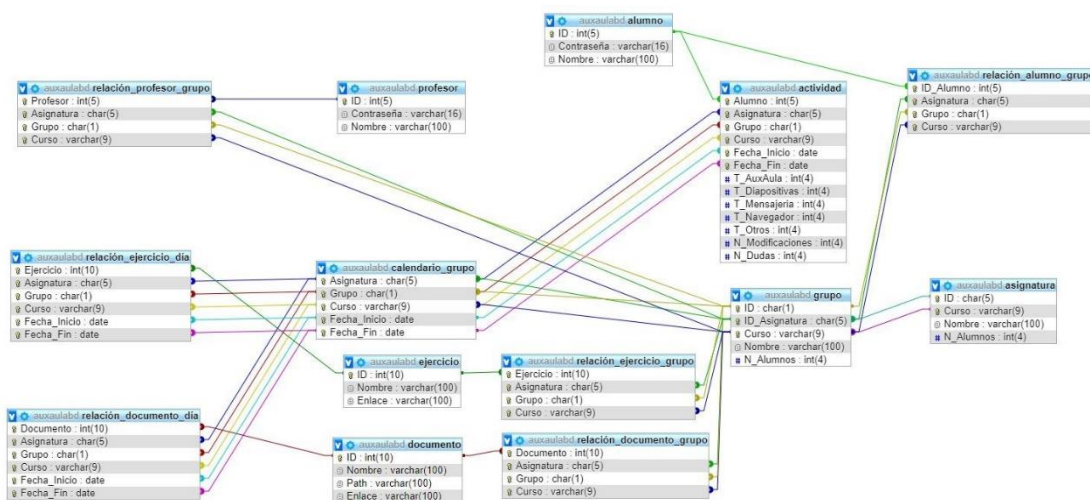 auxaulabd alumno
ID : int(5)
Contraseña : varchar(16)
Nombre : varchar(100)
auxaulabd relación_profesor_grupo
Profesor : int(5)
Asignatura : char(5)
Grupo : char(1)
Curso : varchar(9)
auxaulabd profesor
ID : int(5)
Contraseña : varchar(16)
Nombre : varchar(100)
auxaulabd actividad
Alumno : int(5)
Asignatura : char(5)
Grupo : char(1)
Curso : varchar(9)
Fecha_Inicio : date
Fecha_Fin : date
# T_AuxAula : int(4)
# T_Diapositivas : int(4)
# T_Mensajeria : int(4)
# T_Navegador : int(4)
# T_Otros : int(4)
# N_Modificaciones : int(4)
# N_Dudas : int(4)
auxaulabd relación_alumno_grupo
ID_Alumno : int(5)
Asignatura : char(5)
Grupo : char(1)
Curso : varchar(9)
auxaulabd relación_ejercicio_día
Ejercicio : int(10)
Asignatura : char(5)
Grupo : char(1)
Curso : varchar(9)
Fecha_Inicio : date
Fecha_Fin : date
auxaulabd calendario_grupo
Asignatura : char(5)
Grupo : char(1)
Curso : varchar(9)
Fecha_Inicio : date
Fecha_Fin : date
auxaulabd grupo
ID : char(1)
ID_Asignatura : char(5)
Curso : varchar(9)
Nombre : varchar(100)
# N_Alumnos : int(4)
auxaulabd asignatura
ID : char(5)
Curso : varchar(9)
Nombre : varchar(100)
# N_Alumnos : int(4)
auxaulabd ejercicio
ID : int(10)
Nombre : varchar(100)
Enlace : varchar(100)
auxaulabd relación_ejercicio_grupo
Ejercicio : int(10)
Asignatura : char(5)
Grupo : char(1)
Curso : varchar(9)
auxaulabd relación_documento_día
Documento : int(10)
Asignatura : char(5)
Grupo : char(1)
Curso : varchar(9)
Fecha_Inicio : date
Fecha_Fin : date
auxaulabd documento
ID : int(10)
Nombre : varchar(100)
Path : varchar(100)
Enlace : varchar(100)
auxaulabd relación_documento_grupo
Documento : int(10)
Asignatura : char(5)
Grupo : char(1)
Curso : varchar(9)